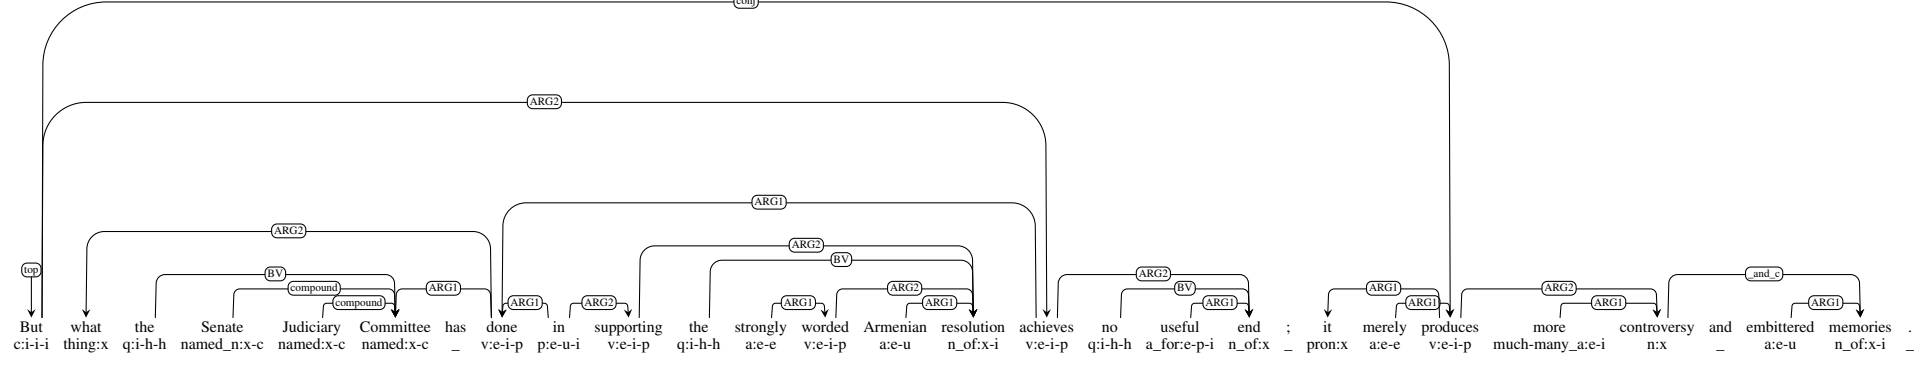 conj
ARG2
ARG1
ARG2
ARG2
BV
top BV ARG2 _and_c
compound ARG1 ARG2 BV ARG1 ARG2
compound ARG1 ARG2 ARG1 ARG1 ARG1 ARG1 ARG1 ARG1
But what the Senate Judiciary Committee has done in supporting the strongly worded Armenian resolution achieves no useful end ; it merely produces more controversy and embittered memories .
c:i-i-i thing:x q:i-h-h named_n:x-c named:x-c named:x-c _ v:e-i-p p:e-u-i v:e-i-p q:i-h-h a:e-e v:e-i-p a:e-u n_of:x-i v:e-i-p q:i-h-h a_for:e-p-i n_of:x _ pron:x a:e-e v:e-i-p much-many_a:e-i n:x _ a:e-u n_of:x-i _